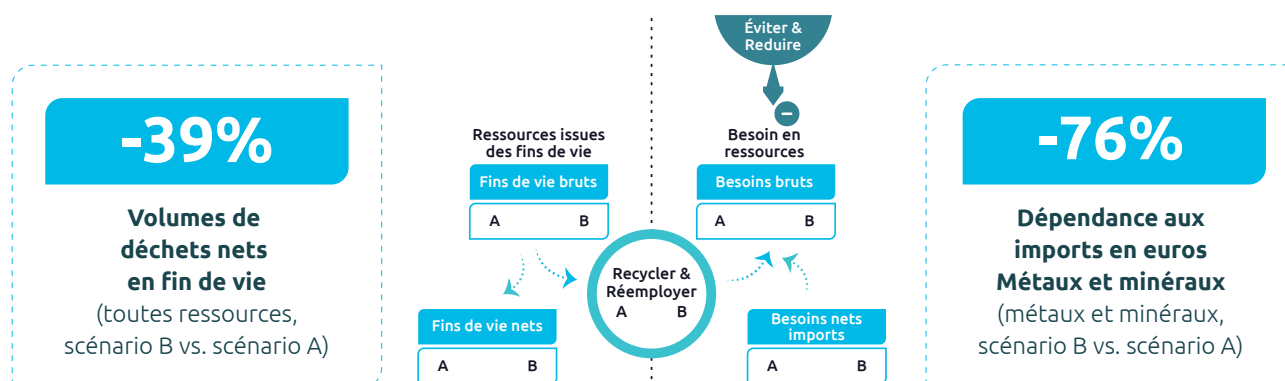 -39%
Volumes de
déchets nets
en fin de vie
(toutes ressources,
scénario B vs. scénario A)
Éviter &
Reduire
–
Ressources issues
des fins de vie
Fins de vie bruts
A B
Besoin en
ressources
Besoins bruts
A B
Recycler &
Réemployer
A B
Fins de vie nets
A B
Besoins nets
imports
A B
-76%
Dépendance aux
imports en euros
Métaux et minéraux
(métaux et minéraux,
scénario B vs. scénario A)